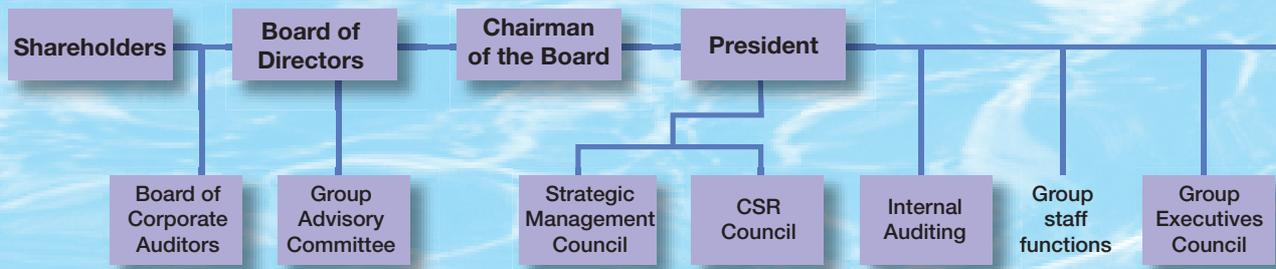 Shareholders
Board of
Directors
Chairman
of the Board
President
Board of
Corporate
Auditors
Group
Advisory
Committee
Strategic
Management
Council
CSR
Council
Internal
Auditing
Group
staff
functions
Group
Executives
Council